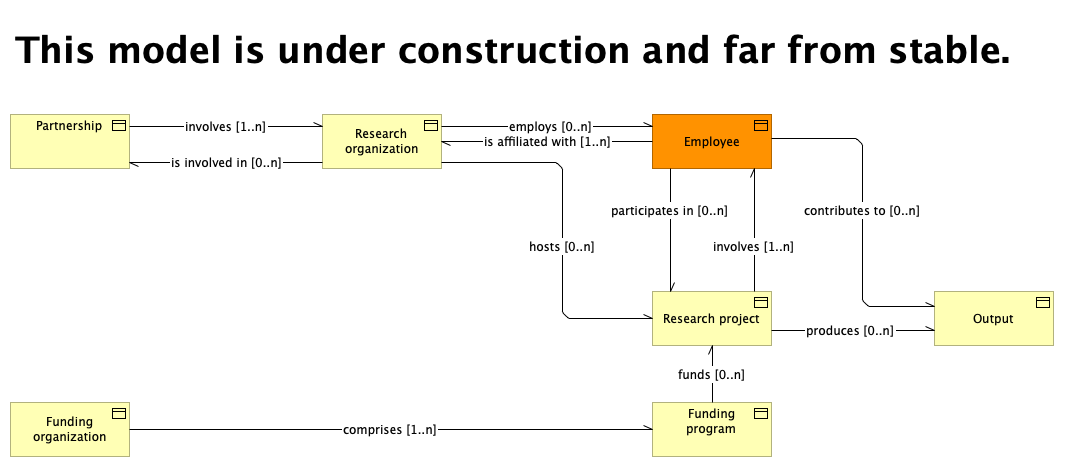 This model is under construction and far from stable.
Partnership
involves [1..n]
Research
organization
employs [0..n]
is affiliated with [1..n]
Employee
is involved in [0..n]
participates in [0..n]
contributes to [0..n]
hosts [0..n]
involves [1..n]
Research project
produces [0..n]
Output
funds [0..n]
Funding
organization
comprises [1..n]
Funding
program